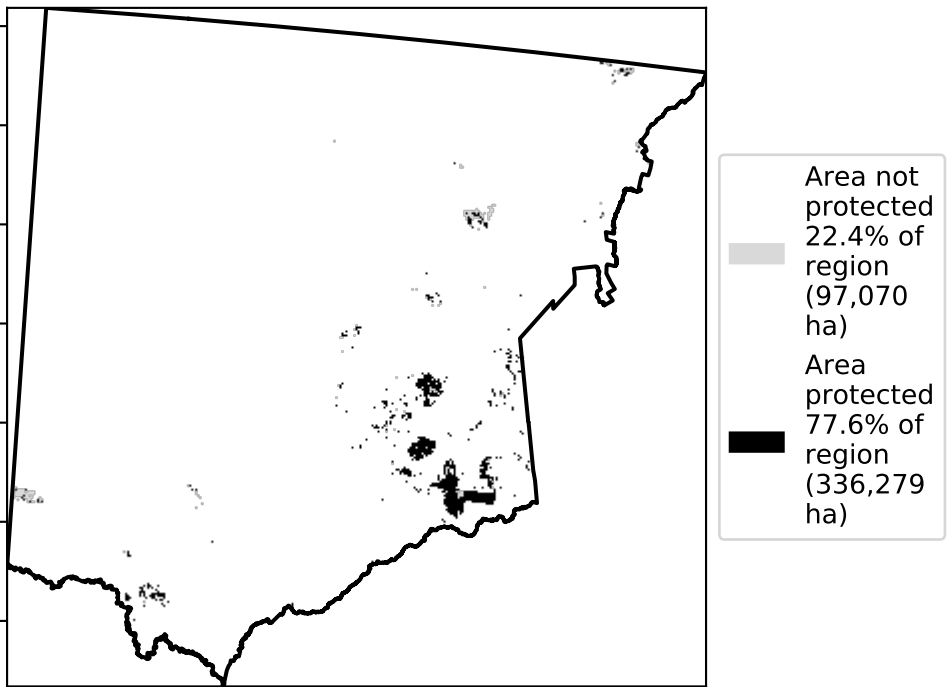 Area not
protected
22.4% of
region
(97,070
ha)
Area
protected
77.6% of
region
(336,279
ha)